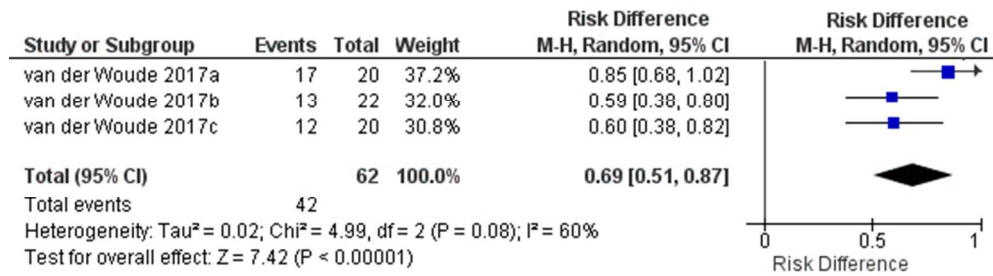 Risk Difference Risk Difference
Study or Subgroup Events Total Weight M-H, Random, 95% CI M-H, Random, 95% CI
van der Woude 2017a 17 20 37.2% 0.85 [0.68, 1.02]
van der Woude 2017b 13 22 32.0% 0.59 [0.38, 0.80]
van der Woude 2017c 12 20 30.8% 0.60 [0.38, 0.82]
Total (95% CI) 62 100.0% 0.69 [0.51, 0.87]
Total events 42
Heterogeneity: Tau² = 0.02; Chi² = 4.99, df = 2 (P = 0.08); I² = 60%
Test for overall effect: Z = 7.42 (P < 0.00001)
0 0.5 1
Risk Difference